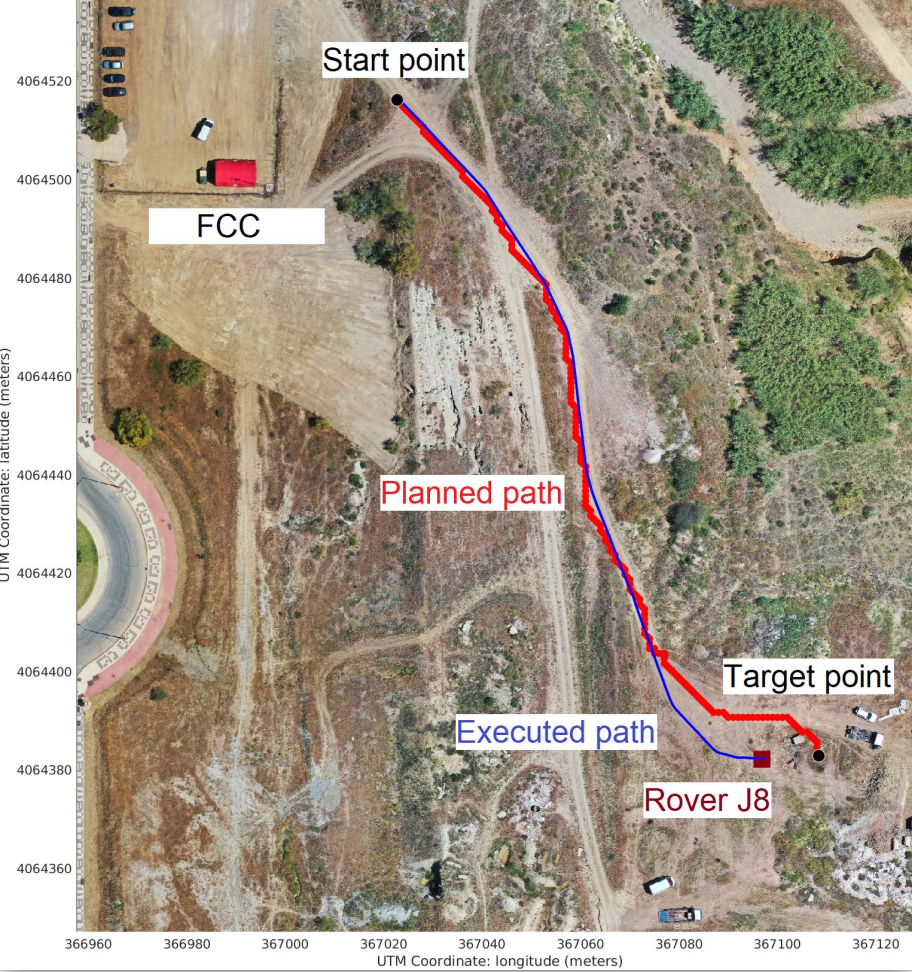 Start point
4064520
4064500
FCC
4064480
4064460
4064440
Planned path
4064420
4064400
Target point
Executed path
4064380
Rover J8
4064360
UTM Coordinate: latitude (meters)
366960 366980 367000 367020 367040 367060 367080 367100 367120
UTM Coordinate: longitude (meters)